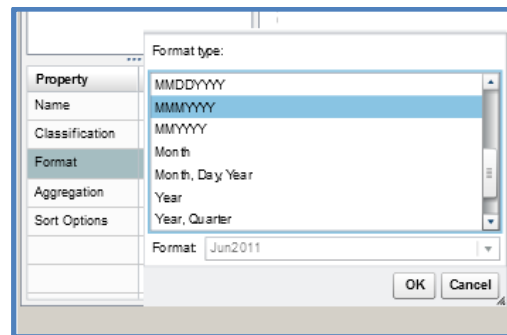 Format type:
Property
Name
Classification
Format
Aggregation
Sort Options
MMDDYYYY
MMMYYYY
MMYYYY
Month
Month, Day, Year
Year
Year, Quarter
Format: Jun2011
OK Cancel